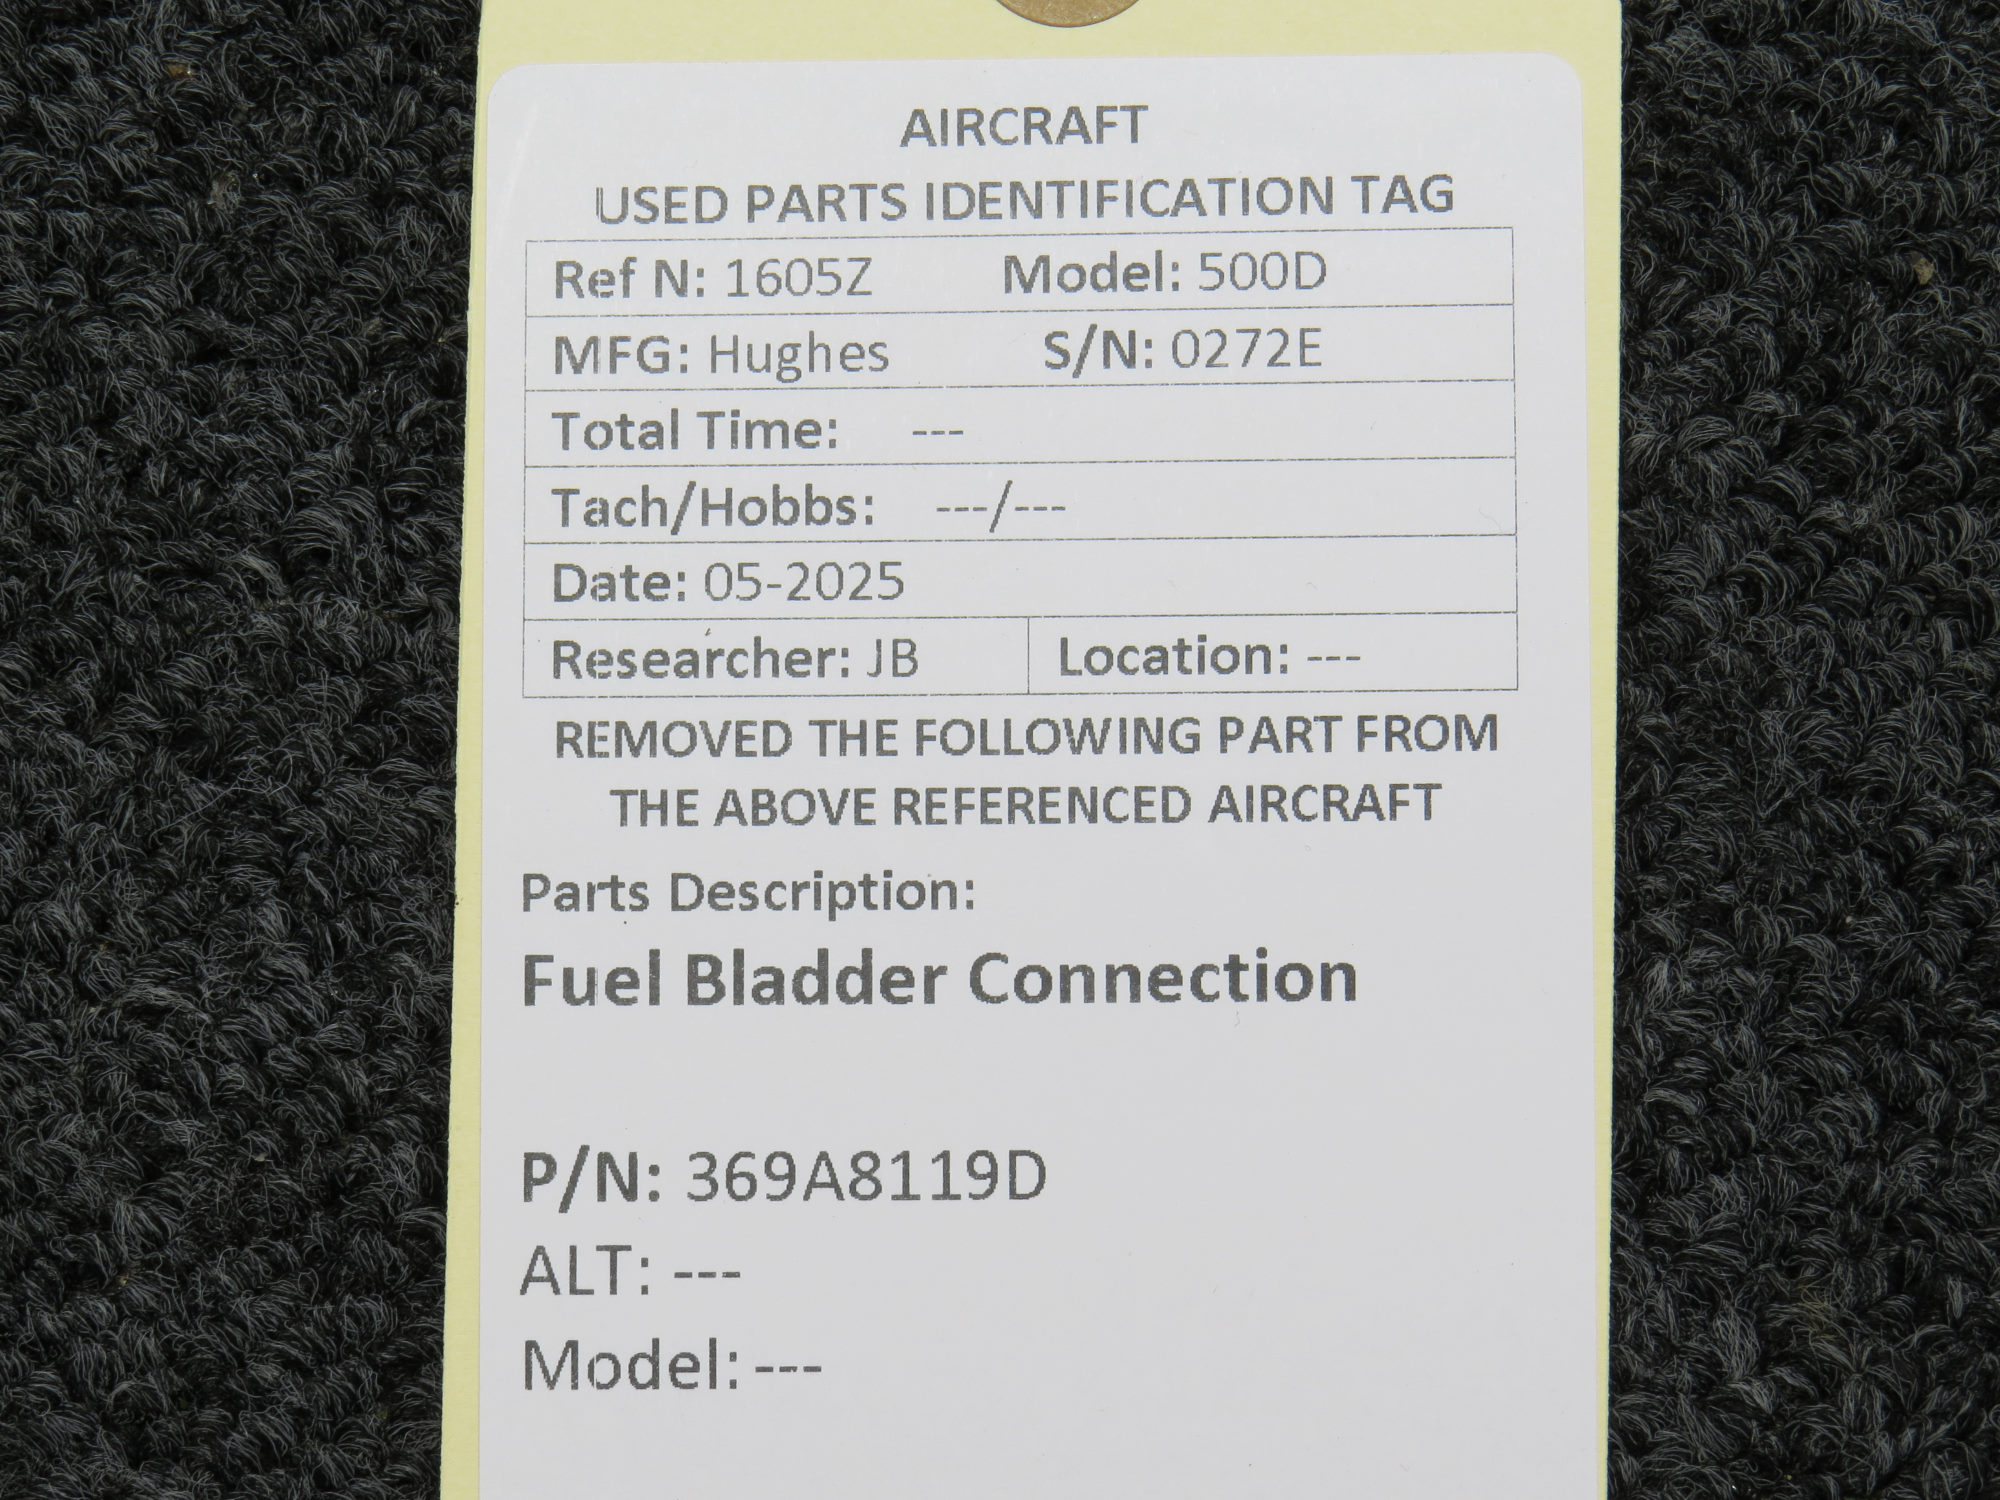 AIRCRAFT
USED PARTS IDENTIFICATION TAG
Ref N: 1605Z Model: 500D
MFG: Hughes S/N: 0272E
Total Time: ---
Tach/Hobbs: ---/---
Date: 05-2025
Researcher: JB Location: ---
REMOVED THE FOLLOWING PART FROM
THE ABOVE REFERENCED AIRCRAFT
Parts Description:
Fuel Bladder Connection
P/N: 369A8119D
ALT: ---
Model: ---